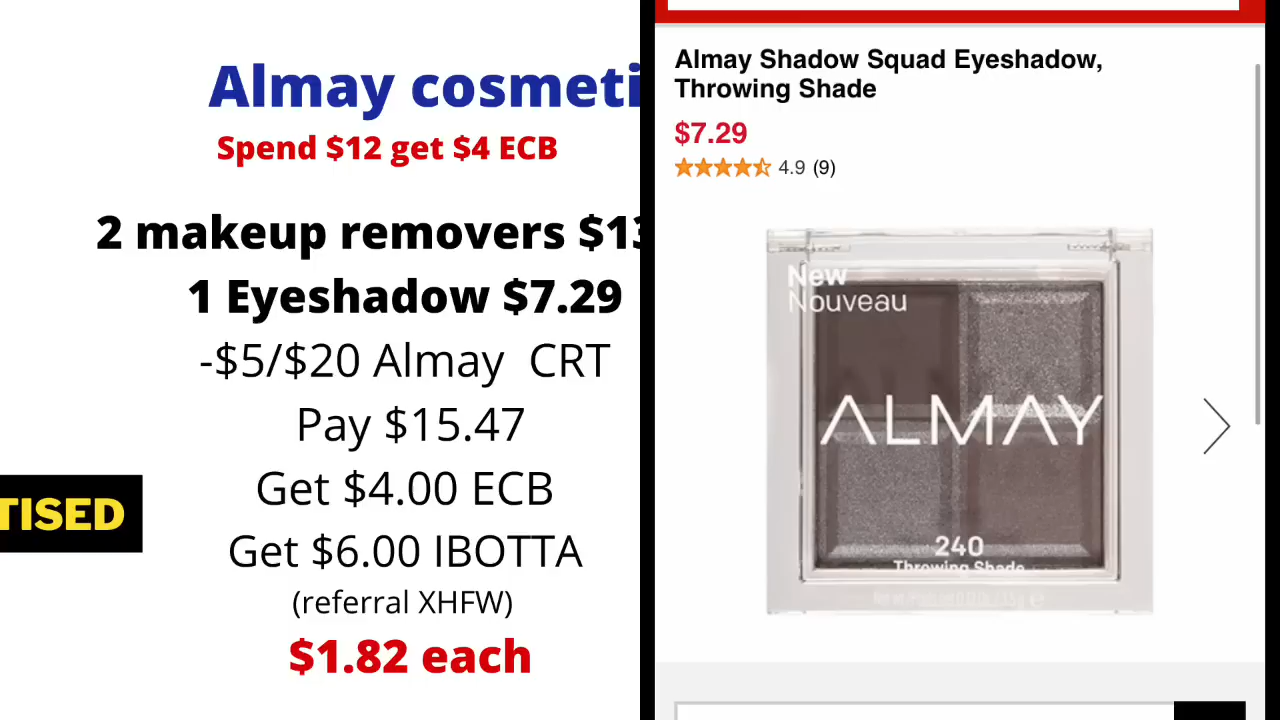 Almay cosmeti
Spend $12 get $4 ECB
2 makeup removers $13
1 Eyeshadow $7.29
-$5/$20 Almay CRT
Pay $15.47
Get $4.00 ECB
Get $6.00 IBOTTA
(referral XHFW)
$1.82 each
TISED
Almay Shadow Squad Eyeshadow,
Throwing Shade
$7.29
4.9 (9)
New
Nouveau
ALMAY
240
Throwing Shade